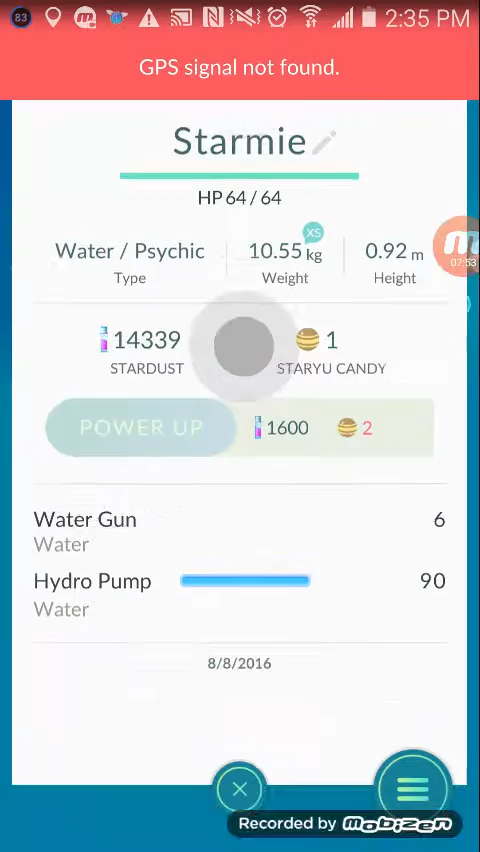 83 2:35 PM
GPS signal not found.
Starmie
HP 64 / 64
XS
Water / Psychic 10.55 kg 0.92 m
Type Weight Height
07:53
14339 1
STARDUST STARYU CANDY
POWER UP 1600 2
Water Gun 6
Water
Hydro Pump 90
Water
8/8/2016
Recorded by mobizen